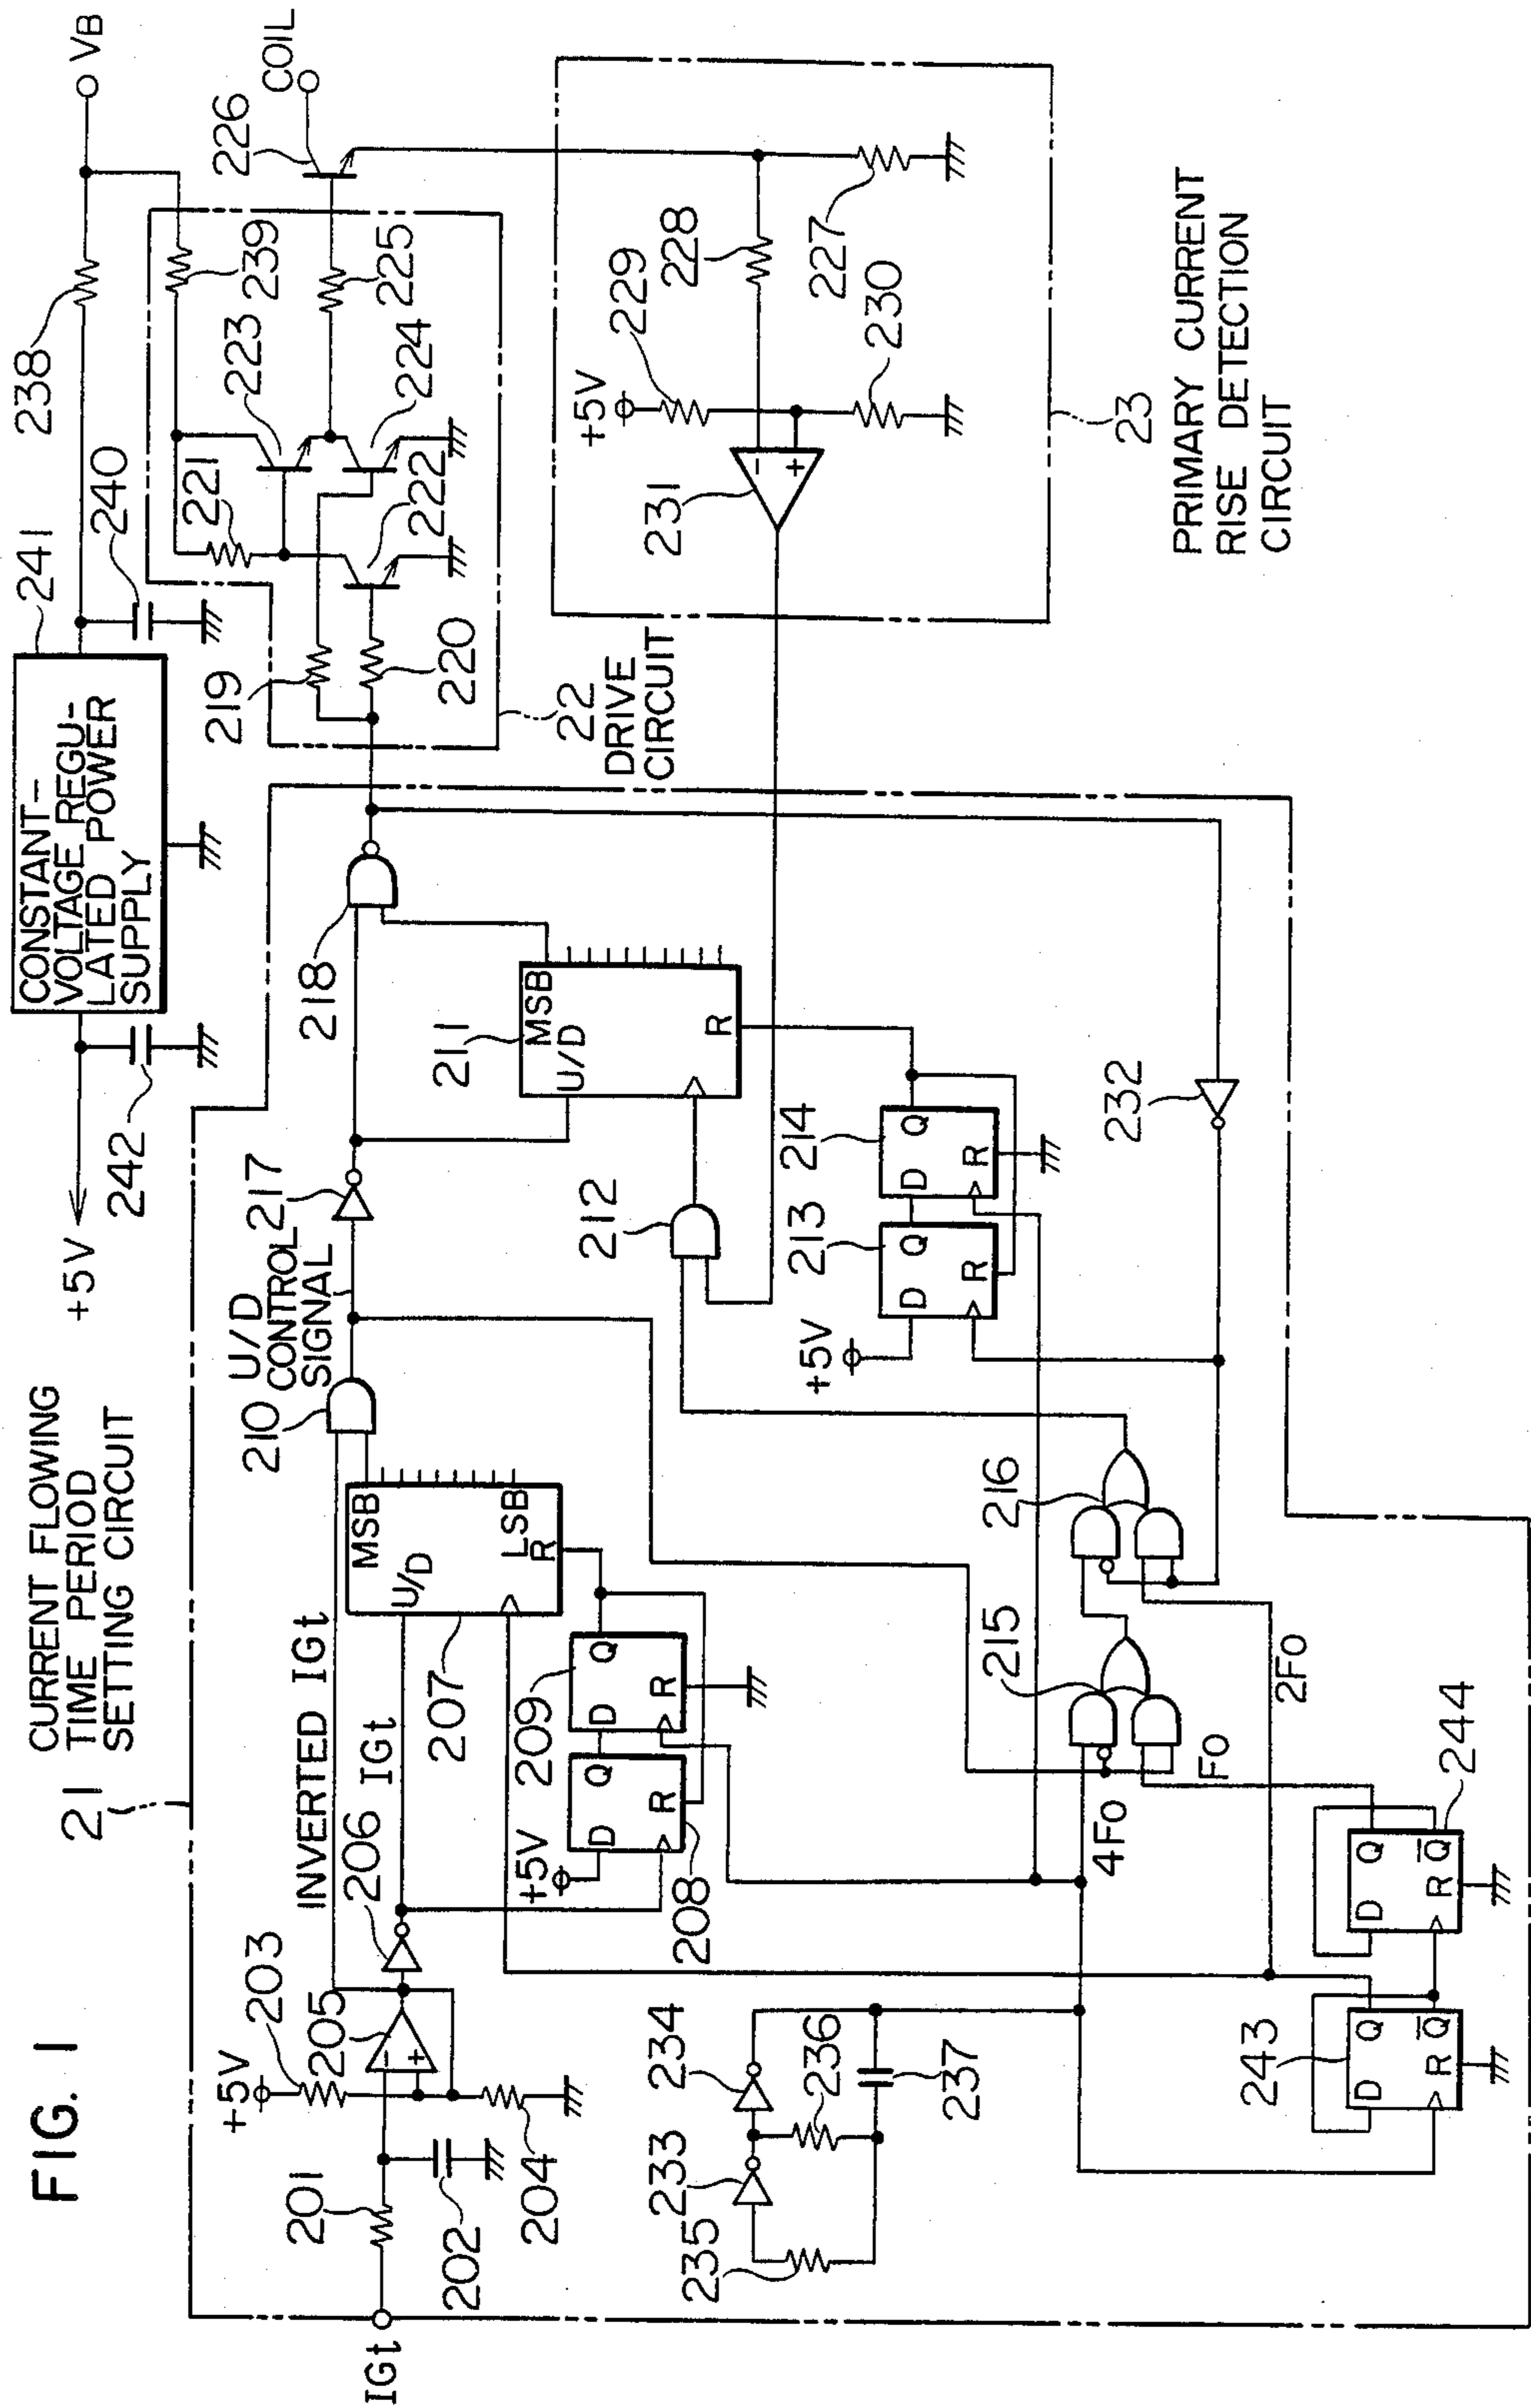 FIG. 1
21
CURRENT FLOWING
TIME PERIOD
SETTING CIRCUIT
+5V
242
CONSTANT-
VOLTAGE REGU-
LATED POWER
SUPPLY
241
240
238
VB
IGt
201
202
+5V
203
204
205
206
INVERTED IGt
IGt
207
MSB
U/D
LSB
R
210
U/D
CONTROL
SIGNAL
217
218
211
MSB
U/D
R
219
220
221
222
223
224
225
239
226
COIL
22
DRIVE
CIRCUIT
+5V
208
D
Q
R
209
D
Q
R
212
+5V
213
D
Q
R
214
D
Q
R
231
-
+
+5V
229
230
228
227
23
PRIMARY CURRENT
RISE DETECTION
CIRCUIT
233
234
235
236
237
4Fo
Fo
2Fo
215
216
232
243
D
Q
R
Q
244
D
Q
R
Q
-
+